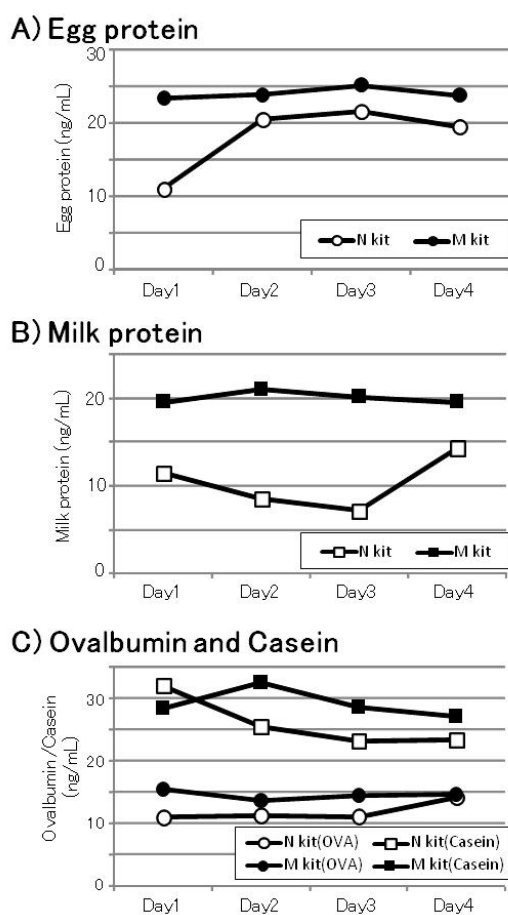 A) Egg protein
30
20
10
0
Egg protein (ng/mL)
N kit M kit
Day1 Day2 Day3 Day4
B) Milk protein
20
10
0
Milk protein (ng/mL)
N kit M kit
Day1 Day2 Day3 Day4
C) Ovalbumin and Casein
30
20
10
0
Ovalbumin/Casein
(ng/mL)
N kit(OVA) N kit(Casein)
M kit(OVA) M kit(Casein)
Day1 Day2 Day3 Day4